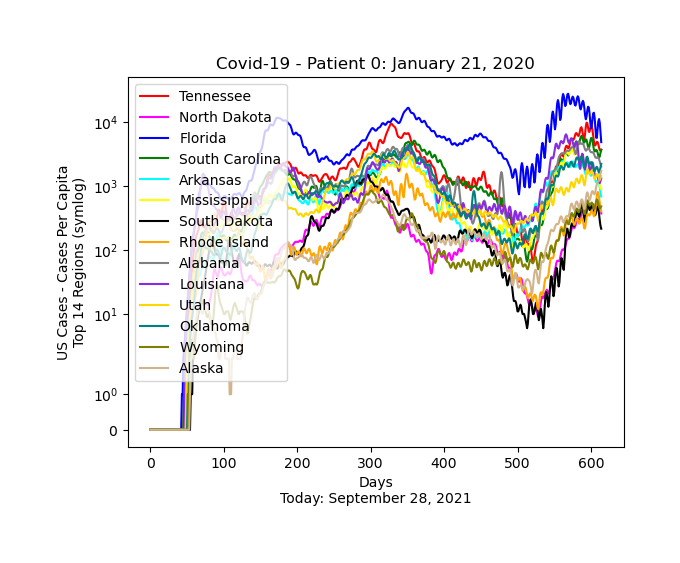 Covid-19 - Patient 0: January 21, 2020
US Cases - Cases Per Capita
Top 14 Regions (symlog)
10⁴
10³
10²
10¹
10⁰
0
Tennessee
North Dakota
Florida
South Carolina
Arkansas
Mississippi
South Dakota
Rhode Island
Alabama
Louisiana
Utah
Oklahoma
Wyoming
Alaska
0 100 200 300 400 500 600
Days
Today: September 28, 2021